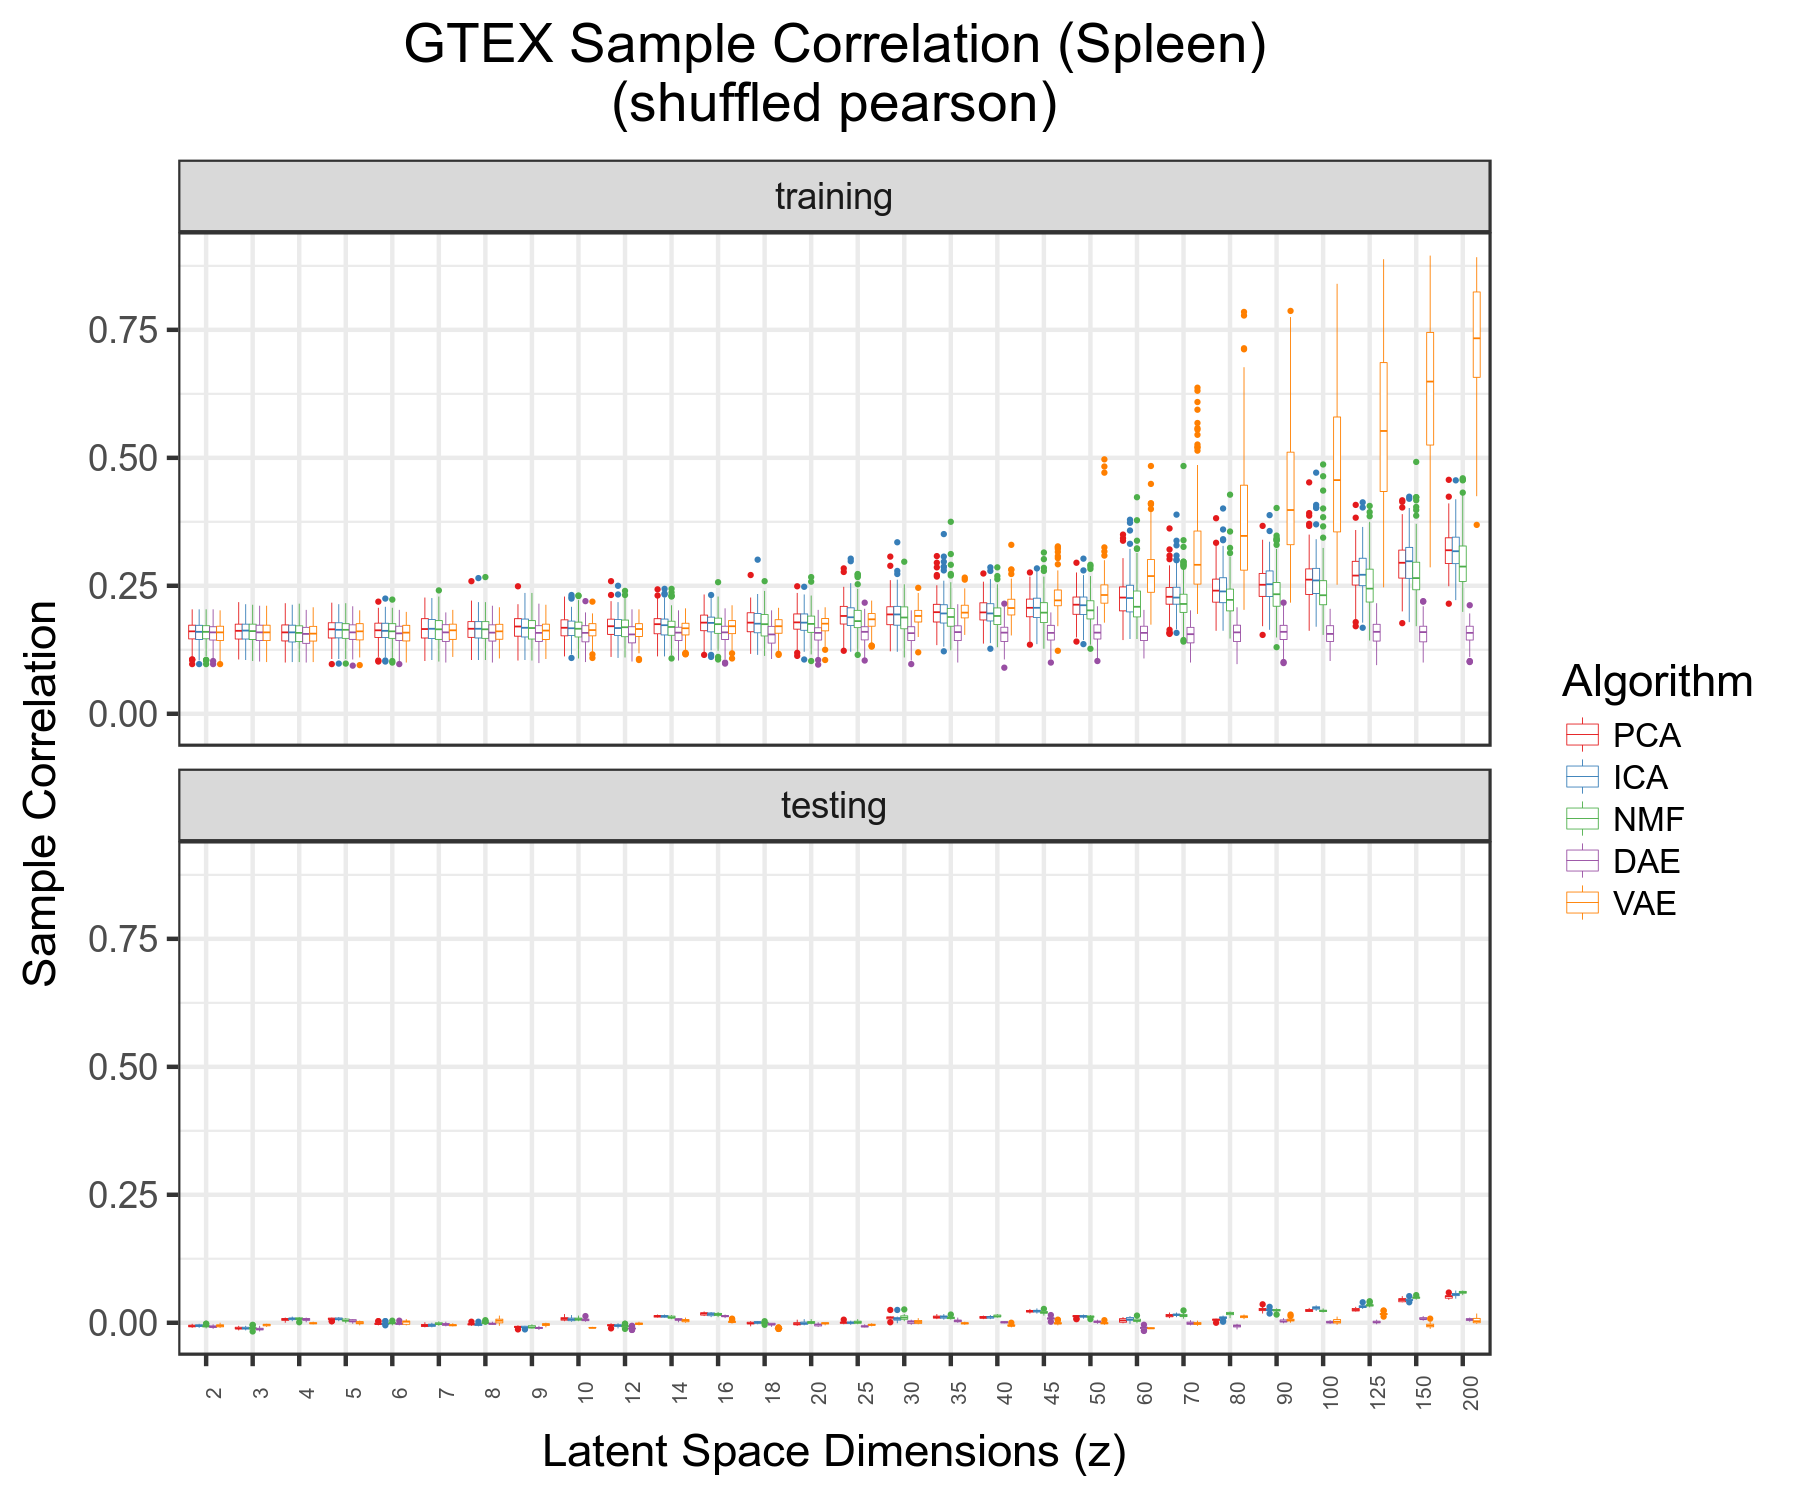 GTEX Sample Correlation (Spleen)
(shuffled pearson)
training
0.75
0.50
0.25
0.00
testing
0.75
0.50
0.25
0.00
Sample Correlation
2 3 4 5 6 7 8 9 10 12 14 16 18 20 25 30 35 40 45 50 60 70 80 90 100 125 150 200
Latent Space Dimensions (z)
Algorithm
PCA
ICA
NMF
DAE
VAE